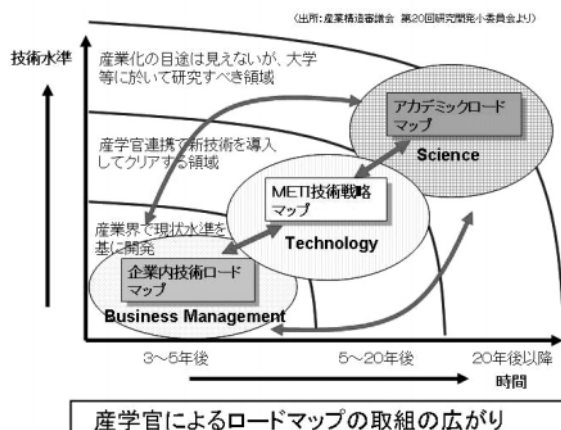 （出所：産業構造審議会 第20回研究開発小委員会より）
技術水準
産業化の目途は見えないが、大学
等に於いて研究すべき領域
アカデミックロード
マップ
Science
産学官連携で新技術を導入
してクリアする領域
METI技術戦略
マップ
Technology
産業界で現状水準を
基に開発
企業内技術ロード
マップ
Business Management
3～5年後
5～20年後
20年後以降
時間
産学官によるロードマップの取組の広がり